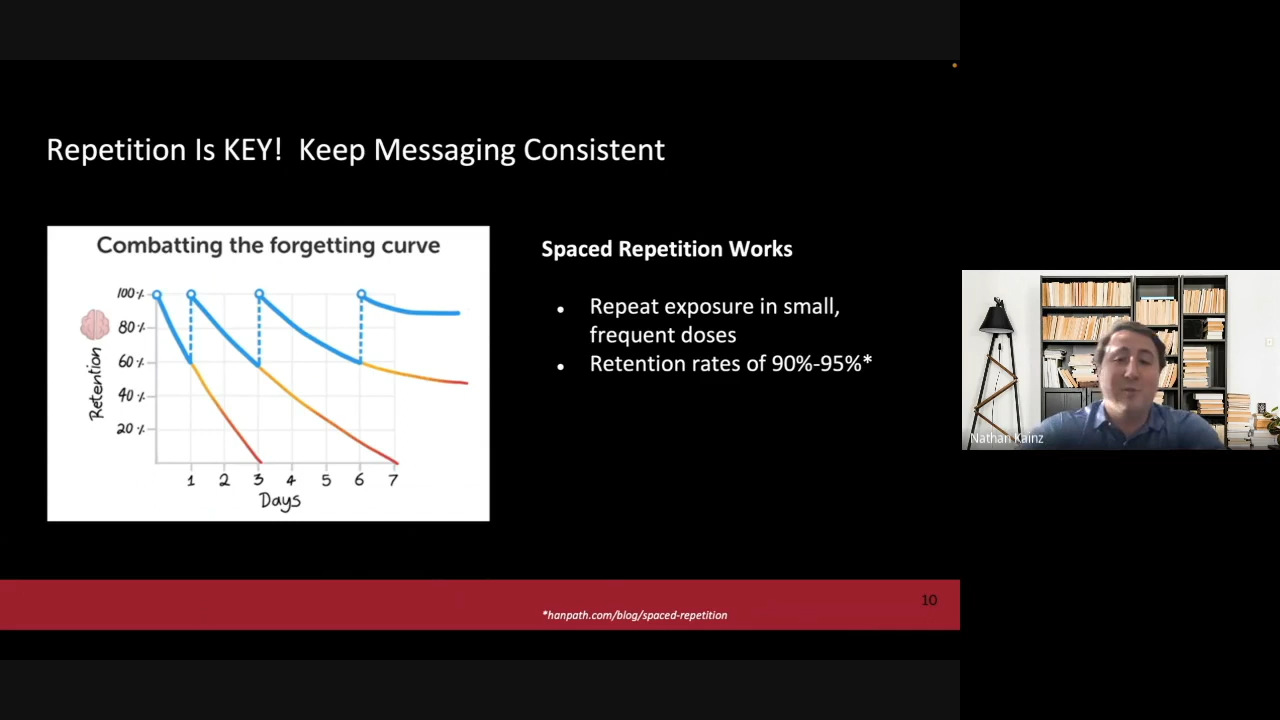 Repetition Is KEY!  Keep Messaging Consistent
Combatting the forgetting curve
100%
80%
60%
40%
20%
Retention
1 2 3 4 5 6 7
Days
Spaced Repetition Works
• Repeat exposure in small,
frequent doses
• Retention rates of 90%-95%*
10
*hanpath.com/blog/spaced-repetition
Nathan Kainz